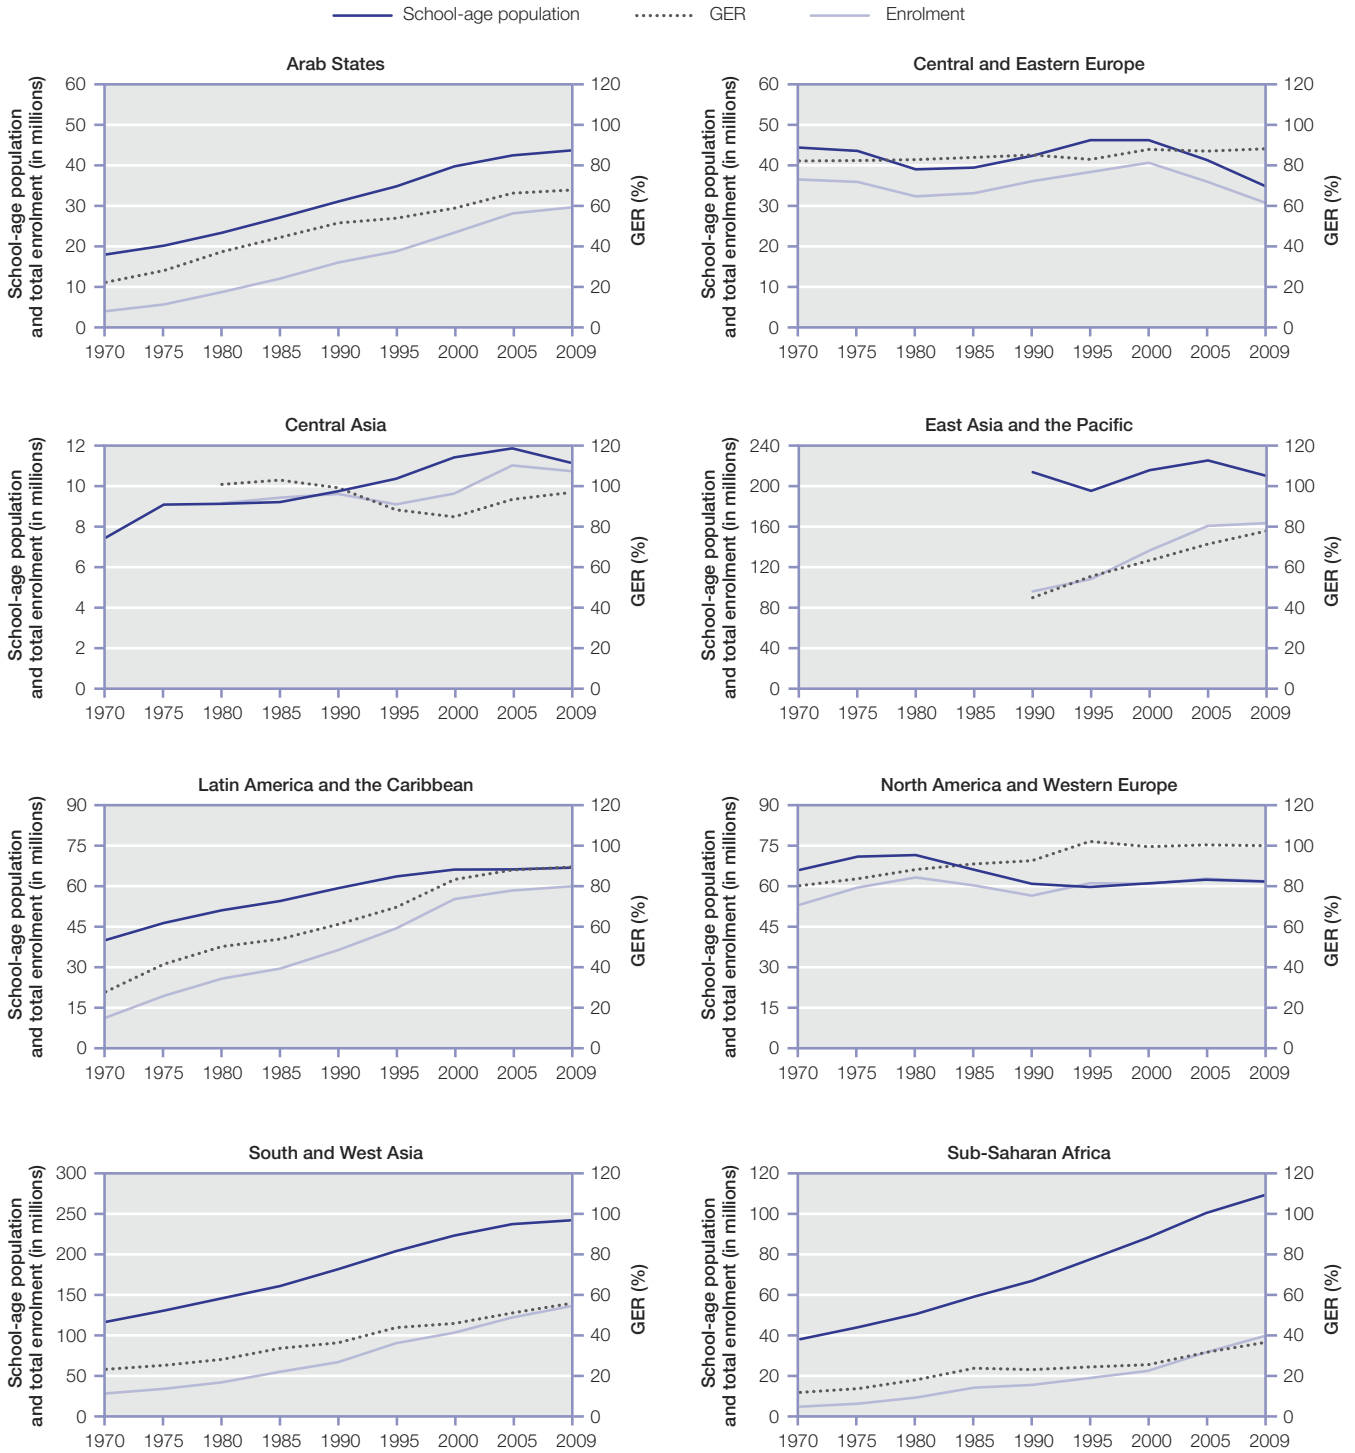 School-age population GER Enrolment
Arab States
School-age population
and total enrolment (in millions)
60
50
40
30
20
10
0
120
100
80
60
40
20
0
GER (%)
1970 1975 1980 1985 1990 1995 2000 2005 2009
Central and Eastern Europe
School-age population
and total enrolment (in millions)
60
50
40
30
20
10
0
120
100
80
60
40
20
0
GER (%)
1970 1975 1980 1985 1990 1995 2000 2005 2009
Central Asia
School-age population
and total enrolment (in millions)
12
10
8
6
4
2
0
120
100
80
60
40
20
0
GER (%)
1970 1975 1980 1985 1990 1995 2000 2005 2009
East Asia and the Pacific
School-age population
and total enrolment (in millions)
240
200
160
120
80
40
0
120
100
80
60
40
20
0
GER (%)
1970 1975 1980 1985 1990 1995 2000 2005 2009
Latin America and the Caribbean
School-age population
and total enrolment (in millions)
90
75
60
45
30
15
0
120
100
80
60
40
20
0
GER (%)
1970 1975 1980 1985 1990 1995 2000 2005 2009
North America and Western Europe
School-age population
and total enrolment (in millions)
90
75
60
45
30
15
0
120
100
80
60
40
20
0
GER (%)
1970 1975 1980 1985 1990 1995 2000 2005 2009
South and West Asia
School-age population
and total enrolment (in millions)
300
250
200
150
100
50
0
120
100
80
60
40
20
0
GER (%)
1970 1975 1980 1985 1990 1995 2000 2005 2009
Sub-Saharan Africa
School-age population
and total enrolment (in millions)
120
100
80
60
40
20
0
120
100
80
60
40
20
0
GER (%)
1970 1975 1980 1985 1990 1995 2000 2005 2009